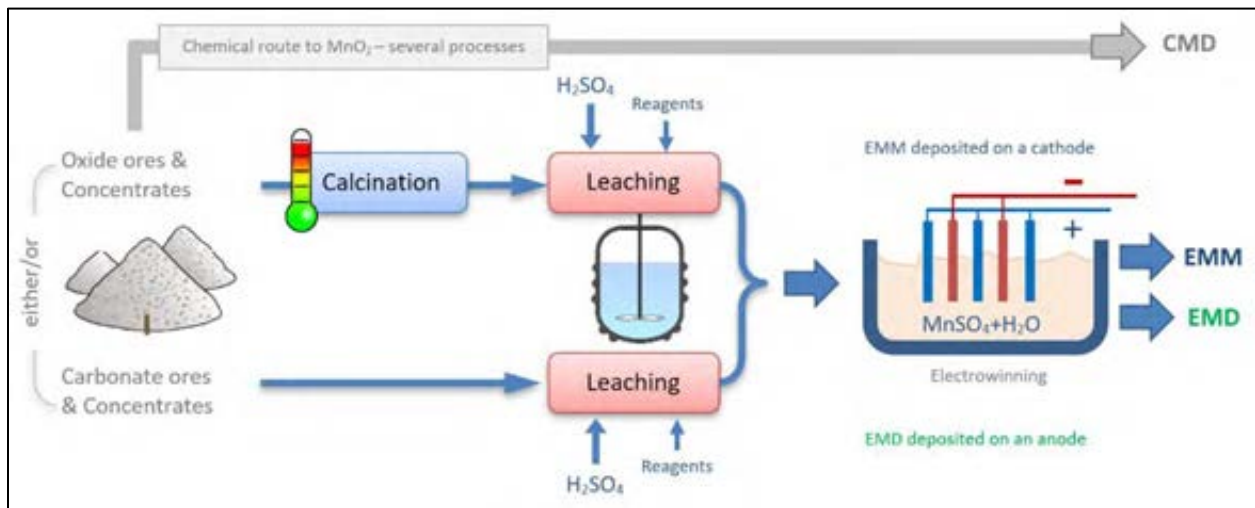 Chemical route to MnO₂ – several processes
CMD
H₂SO₄
Reagents
Oxide ores &
Concentrates
Calcination
Leaching
EMM deposited on a cathode
−
+
either/or
EMM
MnSO₄+H₂O
EMD
Carbonate ores
& Concentrates
Leaching
Electrowinning
H₂SO₄
Reagents
EMD deposited on an anode